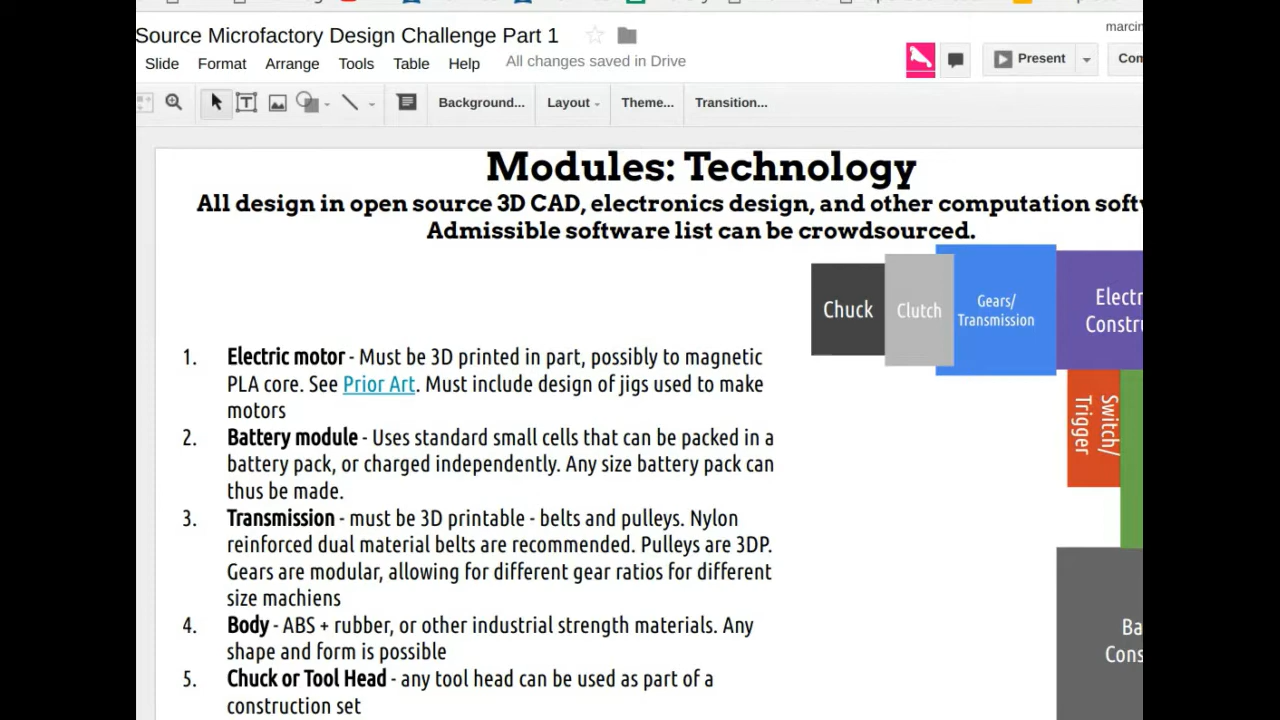 Source Microfactory Design Challenge Part 1
marcin
Slide Format Arrange Tools Table Help All changes saved in Drive
Present
Background... Layout Theme... Transition...
Modules: Technology
All design in open source 3D CAD, electronics design, and other computation
Admissible software list can be crowdsourced.
Chuck
Clutch
Gears/
Transmission
Switch/
Trigger
1. Electric motor - Must be 3D printed in part, possibly to magnetic
PLA core. See Prior Art. Must include design of jigs used to make
motors
2. Battery module - Uses standard small cells that can be packed in a
battery pack, or charged independently. Any size battery pack can
thus be made.
3. Transmission - must be 3D printable - belts and pulleys. Nylon
reinforced dual material belts are recommended. Pulleys are 3DP.
Gears are modular, allowing for different gear ratios for different
size machiens
4. Body - ABS + rubber, or other industrial strength materials. Any
shape and form is possible
5. Chuck or Tool Head - any tool head can be used as part of a
construction set